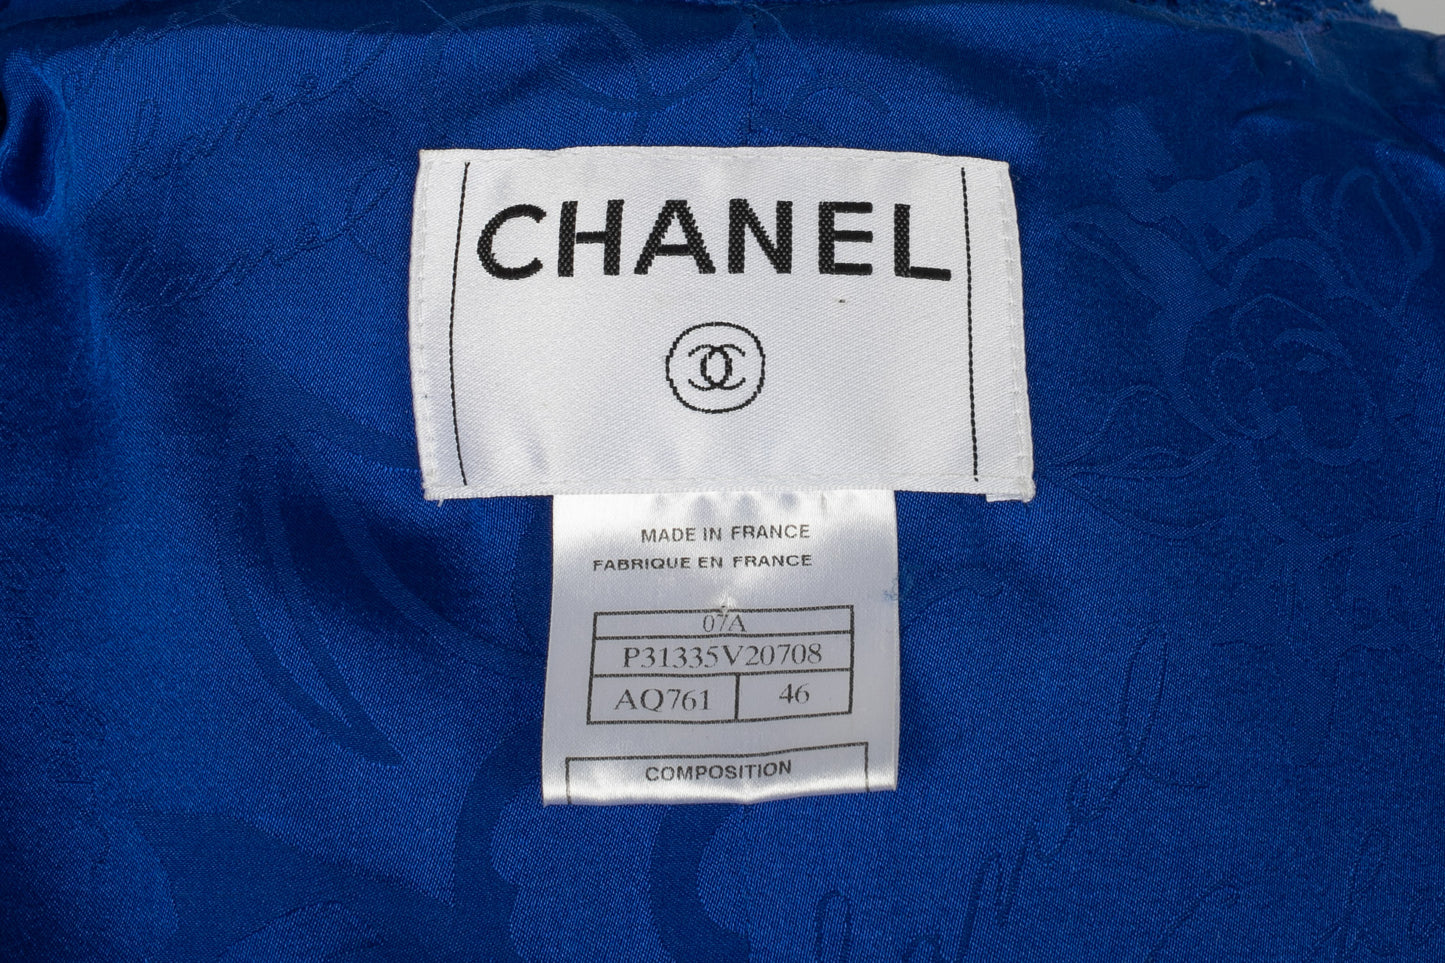 CHANEL
MADE IN FRANCE
FABRIQUE EN FRANCE
07A
P31335V20708
AQ761 46
COMPOSITION